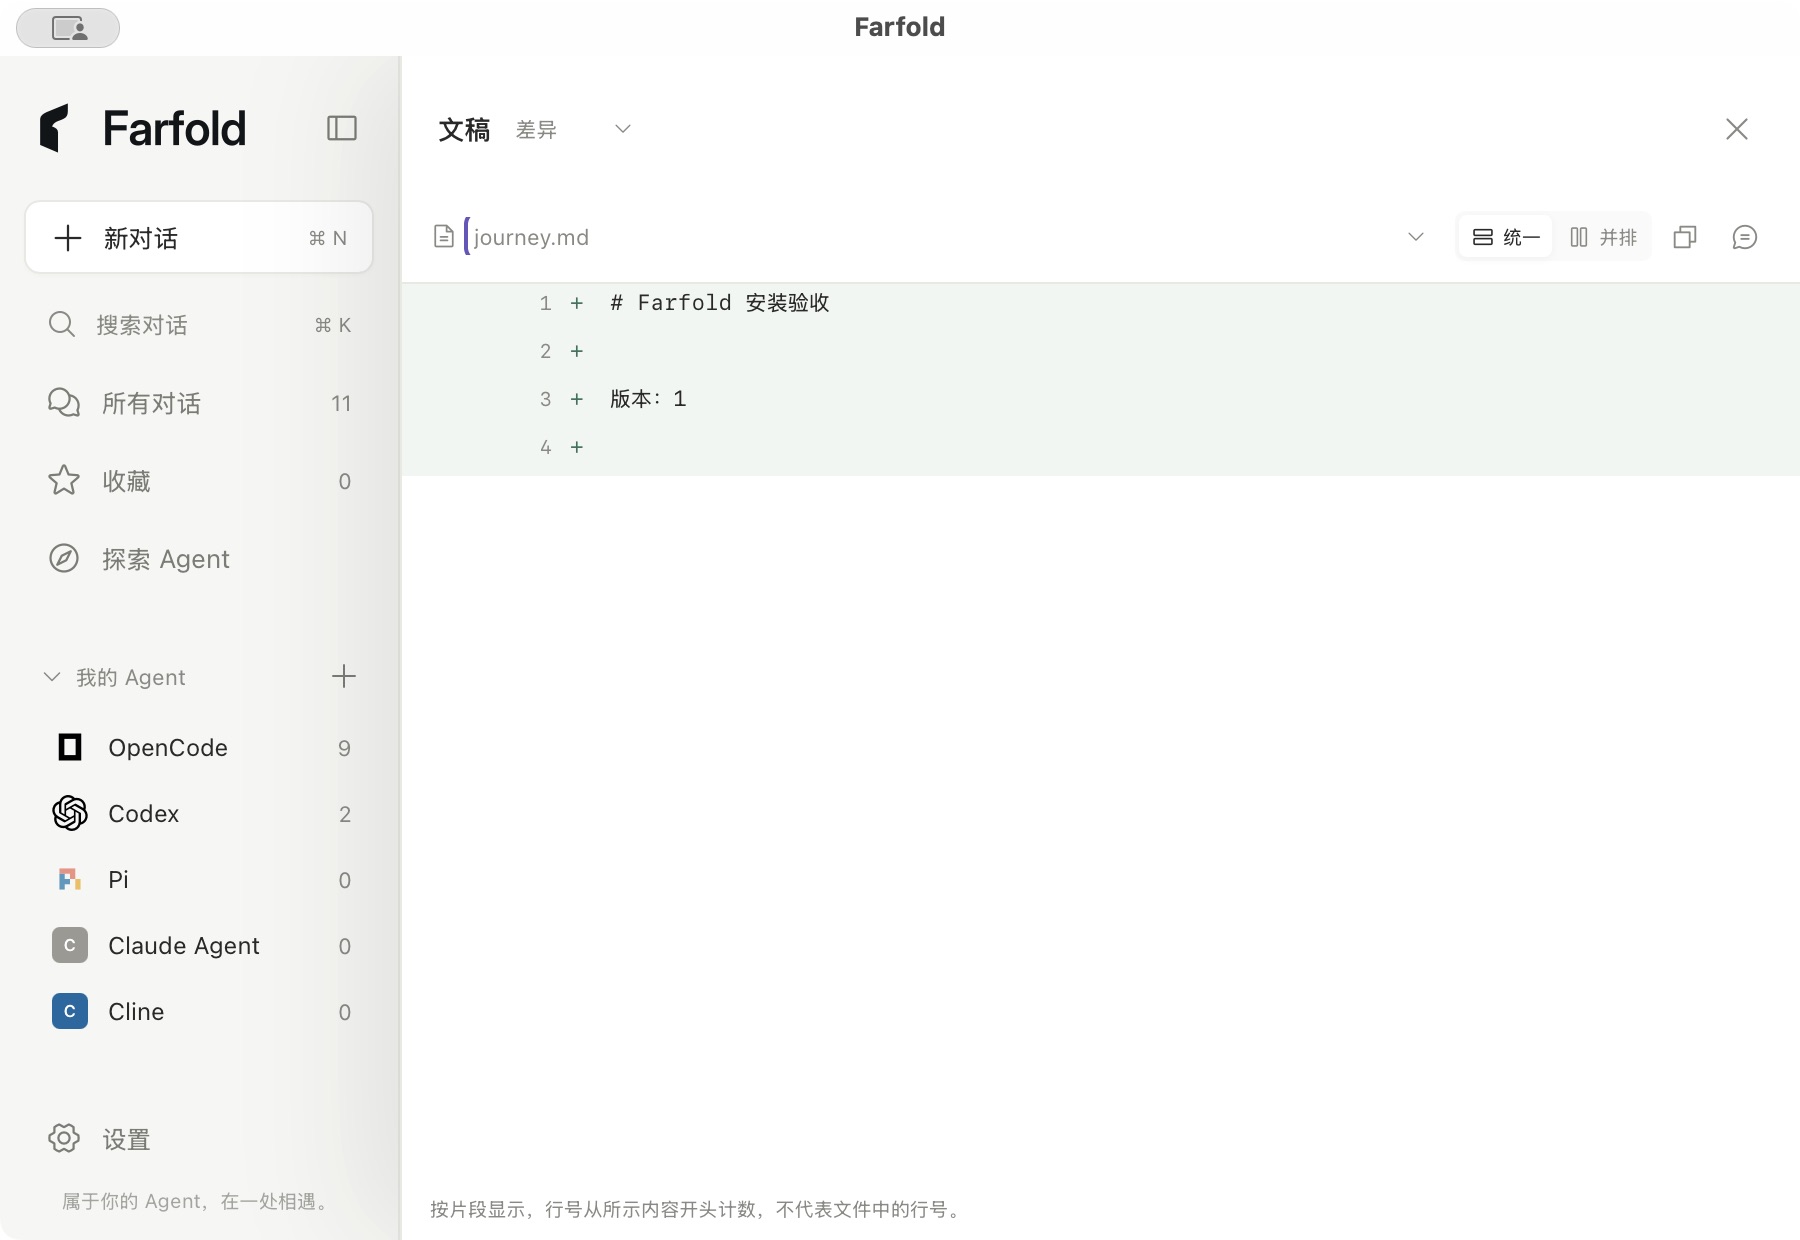 Farfold
Farfold
新对话 ⌘ N
搜索对话 ⌘ K
所有对话 11
收藏 0
探索 Agent
我的 Agent
OpenCode 9
Codex 2
Pi 0
C Claude Agent 0
C Cline 0
设置
属于你的 Agent，在一处相遇。
文稿 差异
journey.md 统一 并排
1 + # Farfold 安装验收
2 +
3 + 版本：1
4 +
按片段显示，行号从所示内容开头计数，不代表文件中的行号。